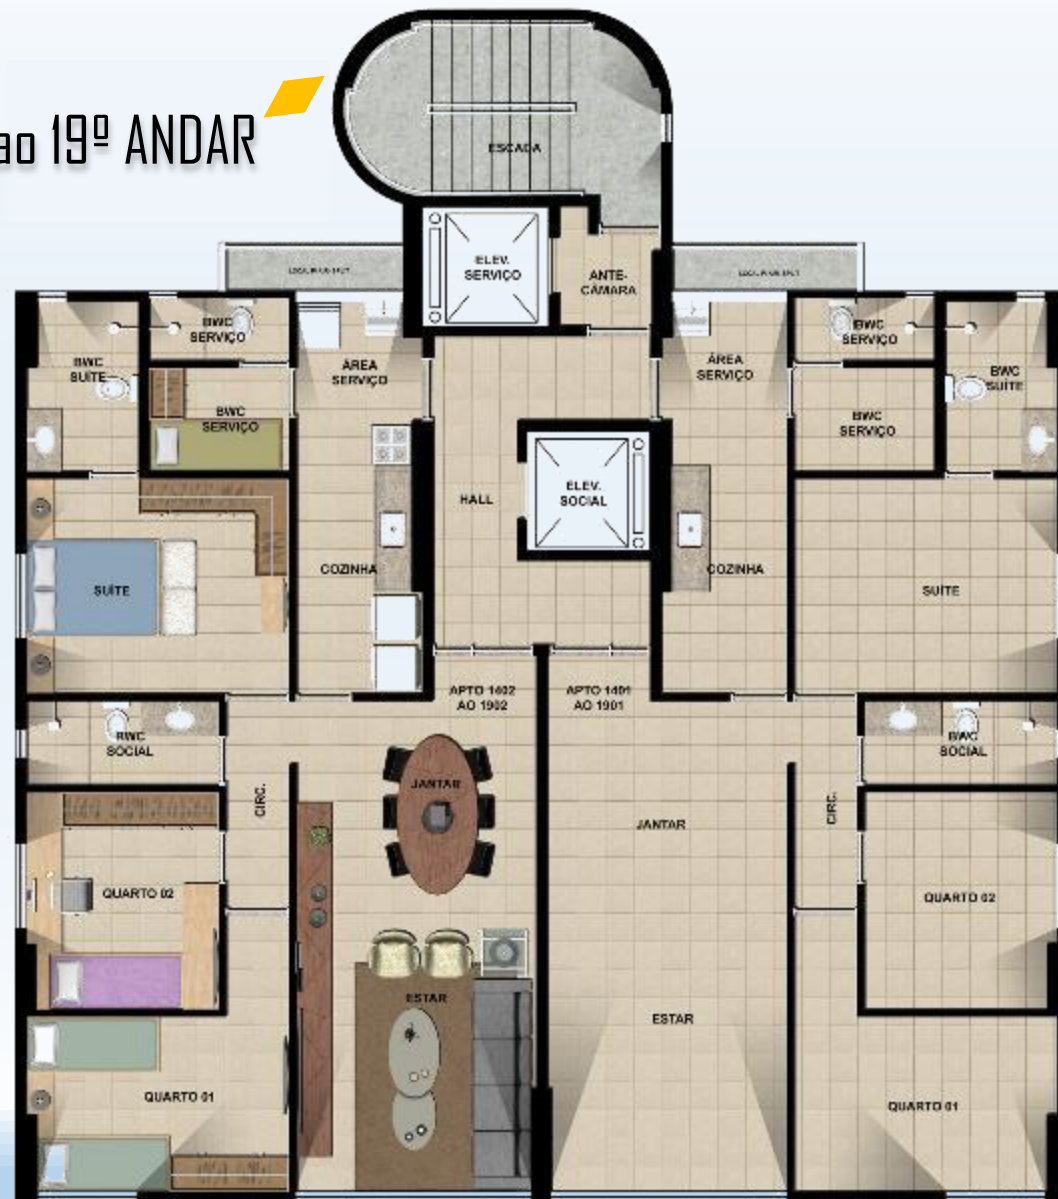 ao 19º ANDAR
ESCADA
ELEV.
SERVIÇO
ANTE-
CÂMARA
BWC
SERVIÇO
BWC
SUÍTE
ÁREA
SERVIÇO
BWC
SERVIÇO
ÁREA
SERVIÇO
BWC
SERVIÇO
BWC
SUÍTE
BWC
SERVIÇO
HALL
ELEV.
SOCIAL
COZINHA
COZINHA
SUÍTE
SUÍTE
APTO 1402
AO 1902
APTO 1401
AO 1901
BWC
SOCIAL
BWC
SOCIAL
JANTAR
CIRC.
JANTAR
CIRC.
QUARTO 02
QUARTO 02
ESTAR
ESTAR
QUARTO 01
QUARTO 01